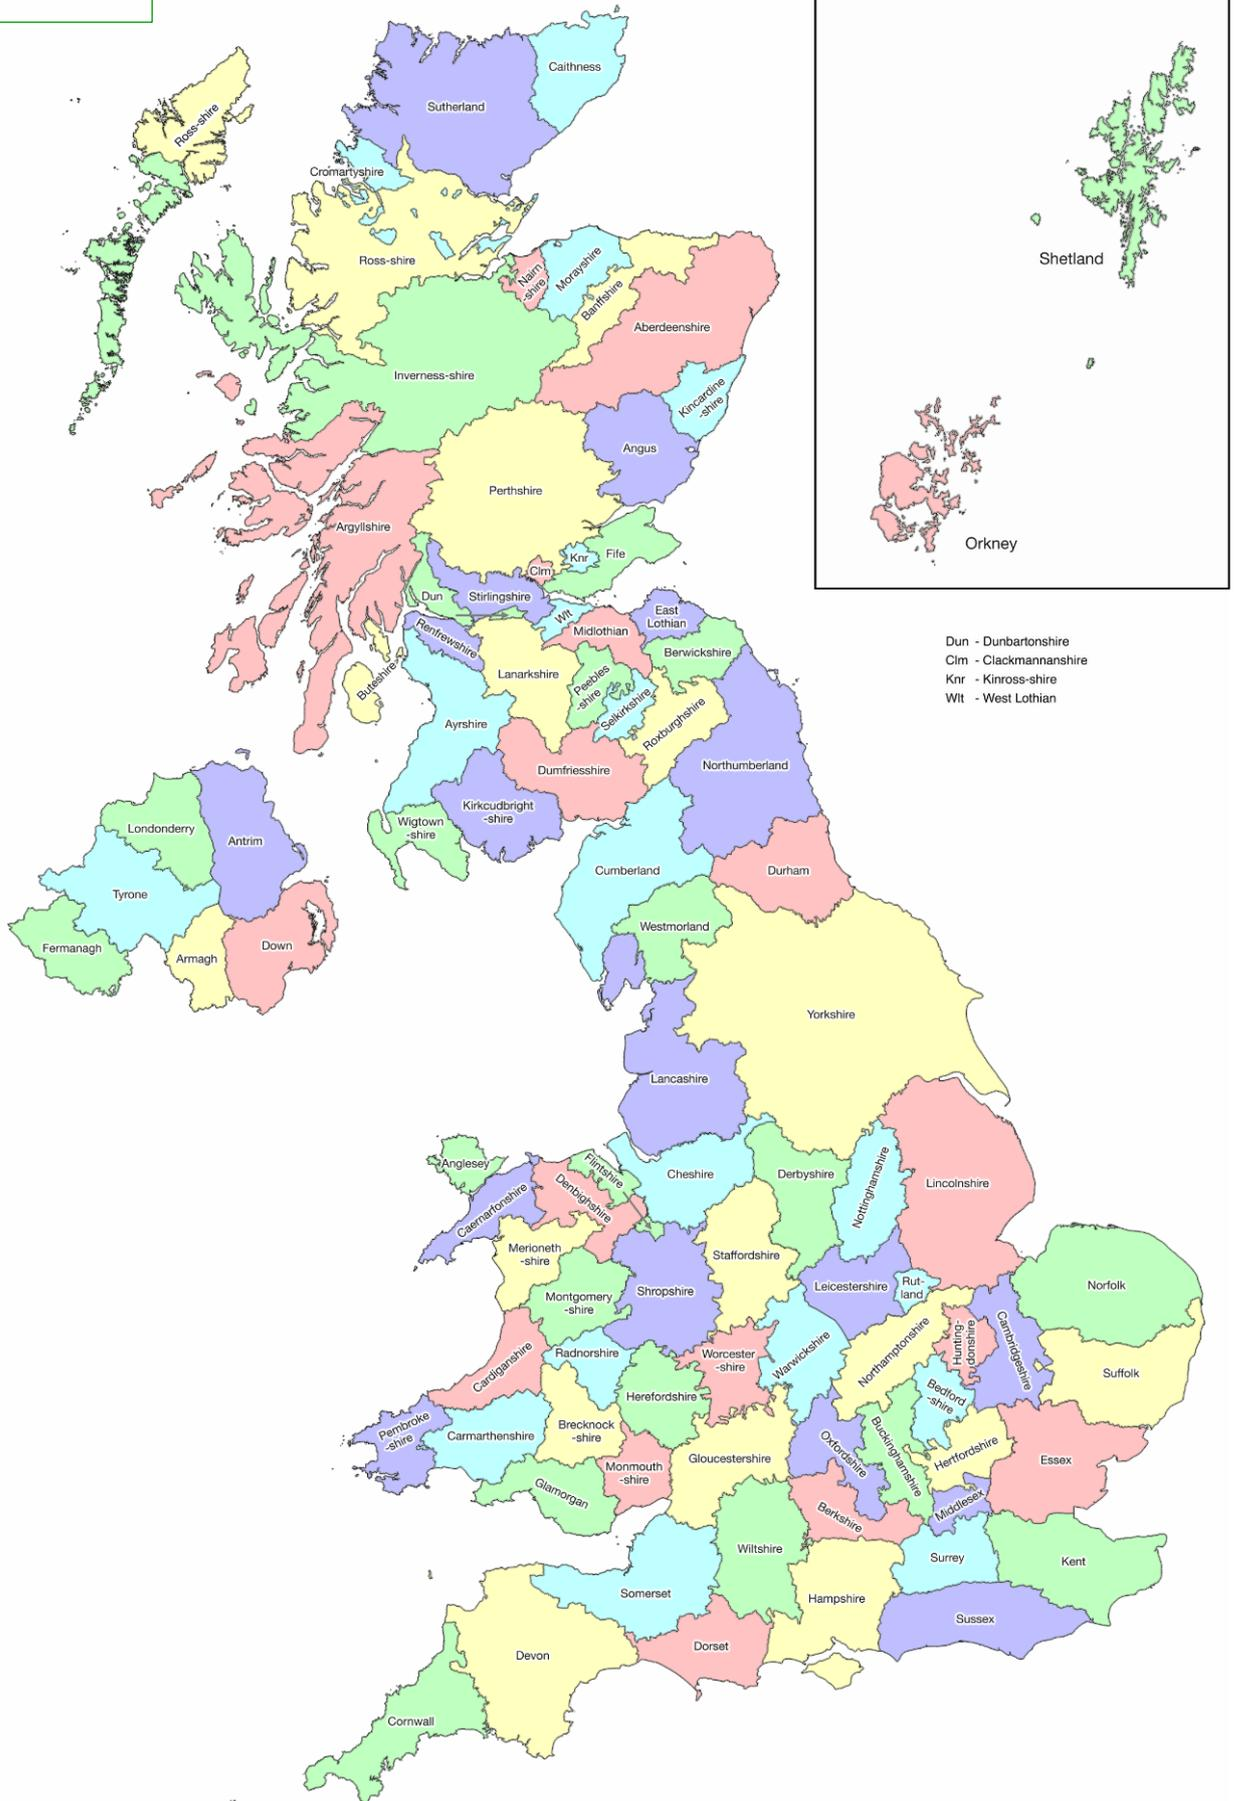 Caithness
Sutherland
Ross-shire
Cromartyshire
Ross-shire
Nairn
-shire
Morayshire
Banffshire
Aberdeenshire
Inverness-shire
Kincardine
-shire
Angus
Perthshire
Argyllshire
Fife
Knr
Clm
Dun
Stirlingshire
Wlt
East
Lothian
Midlothian
Renfrewshire
Berwickshire
Lanarkshire
Peebles
-shire
Selkirkshire
Buteshire
Roxburghshire
Ayrshire
Dumfriesshire
Kirkcudbright
-shire
Wigtown
-shire
Shetland
Orkney
Dun - Dunbartonshire
Clm - Clackmannanshire
Knr - Kinross-shire
Wlt - West Lothian
Londonderry
Antrim
Tyrone
Fermanagh
Armagh
Down
Northumberland
Cumberland
Durham
Westmorland
Yorkshire
Lancashire
Anglesey
Flintshire
Cheshire
Derbyshire
Nottinghamshire
Lincolnshire
Caernarfonshire
Denbighshire
Merioneth
-shire
Staffordshire
Montgomery
-shire
Shropshire
Leicestershire
Rut-
land
Norfolk
Cardiganshire
Radnorshire
Worcester
-shire
Warwickshire
Northamptonshire
Hunting-
donshire
Cambridgeshire
Suffolk
Herefordshire
Bedford
-shire
Pembroke
-shire
Carmarthenshire
Brecknock
-shire
Monmouth
-shire
Gloucestershire
Oxfordshire
Buckinghamshire
Hertfordshire
Essex
Glamorgan
Middlesex
Berkshire
Wiltshire
Surrey
Kent
Somerset
Hampshire
Sussex
Dorset
Devon
Cornwall